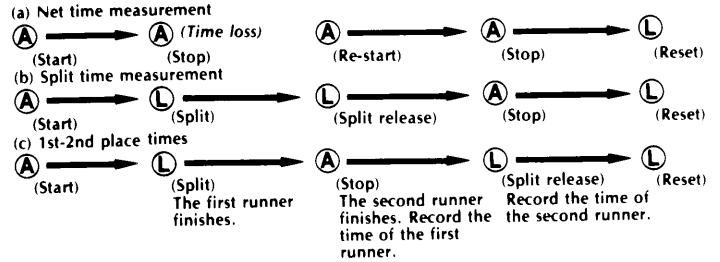 (a) Net time measurement
A A (Time loss) A A L
(Start) (Stop) (Re-start) (Stop) (Reset)
(b) Split time measurement
A L L A L
(Start) (Split) (Split release) (Stop) (Reset)
(c) 1st-2nd place times
A L A L L
(Start) (Split) (Stop) (Split release) (Reset)
The first runner The second runner Record the time of
finishes. finishes. Record the the second runner.
time of the first
runner.